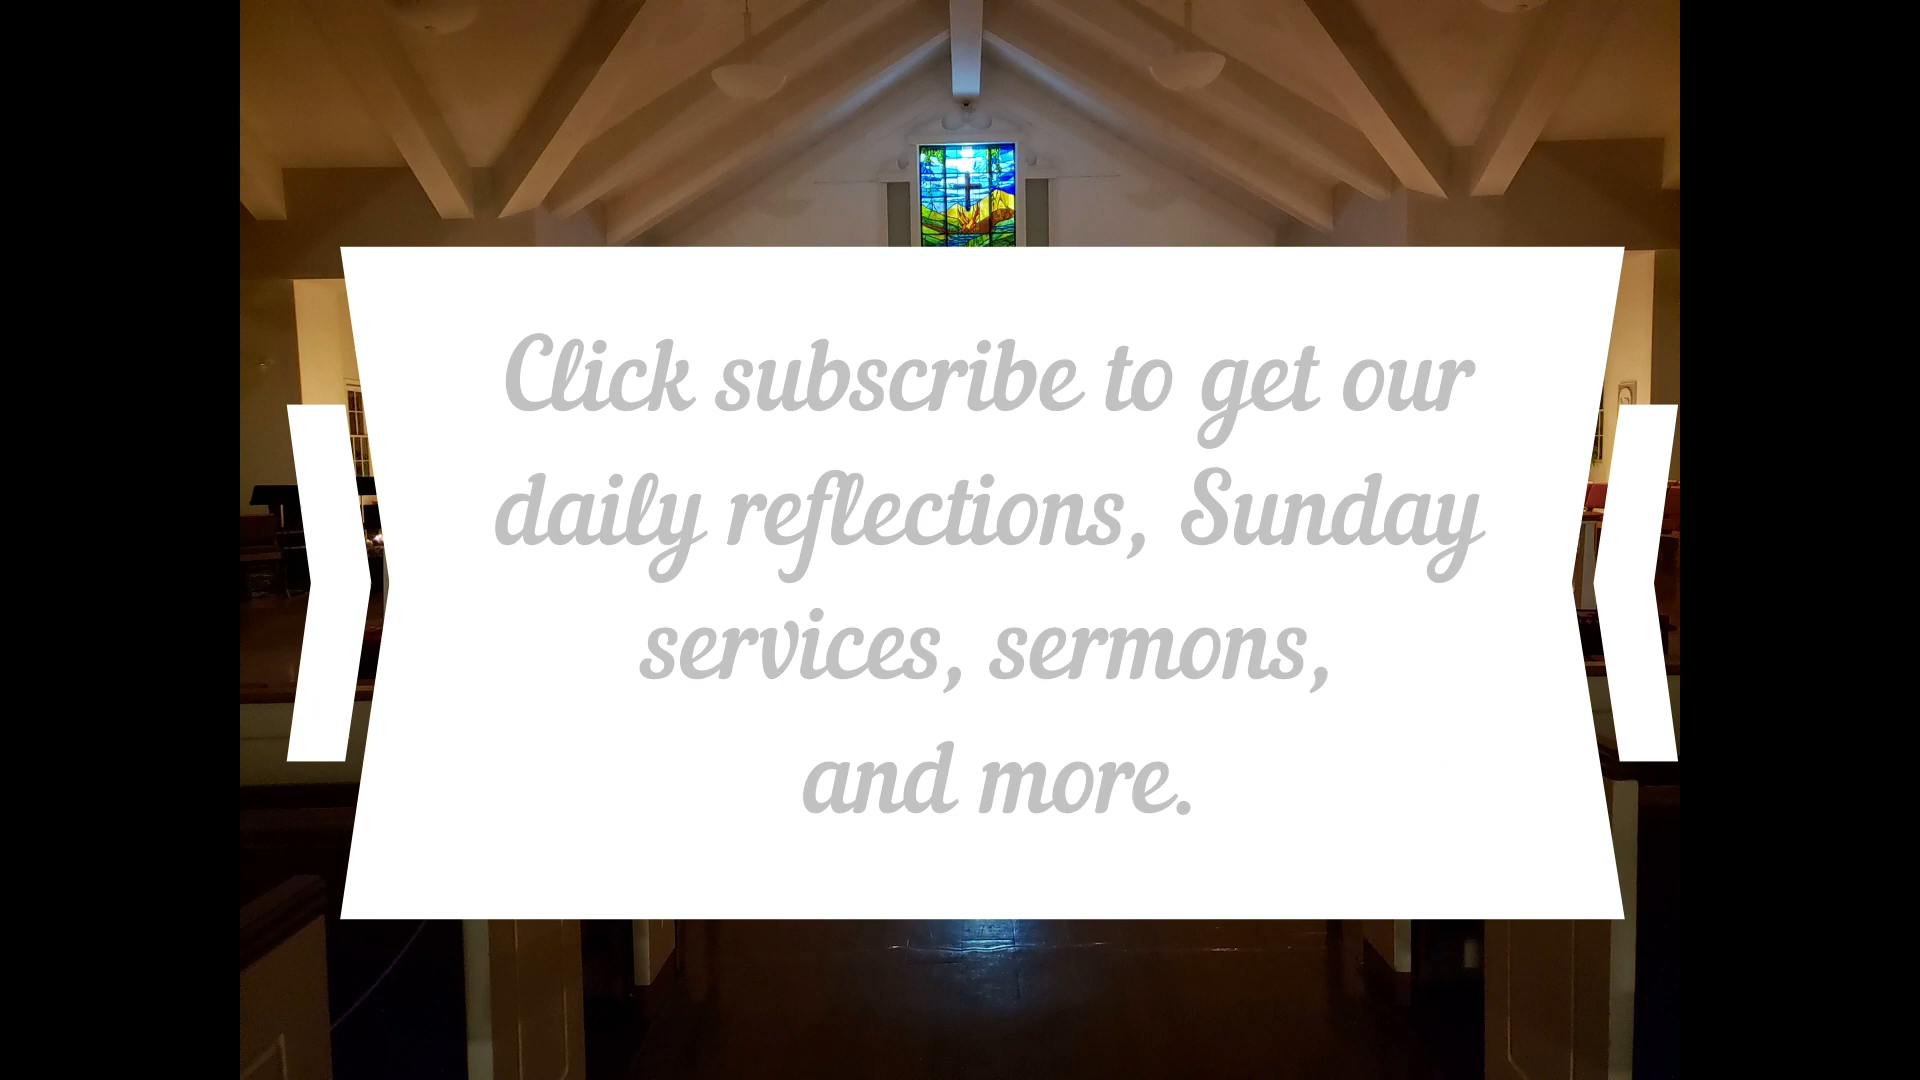 Click subscribe to get our
daily reflections, Sunday
services, sermons,
and more.